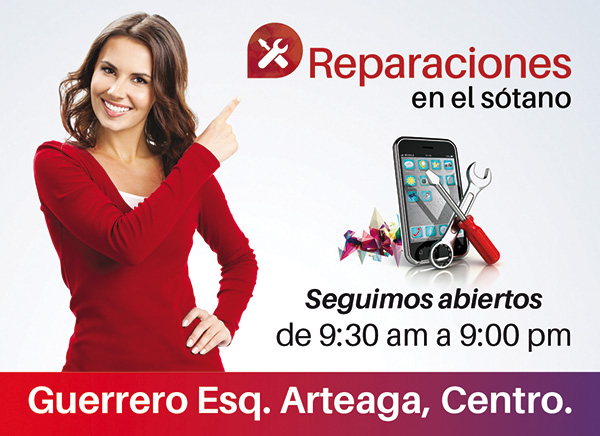 Reparaciones
en el sótano
Seguimos abiertos
de 9:30 am a 9:00 pm
Guerrero Esq. Arteaga, Centro.